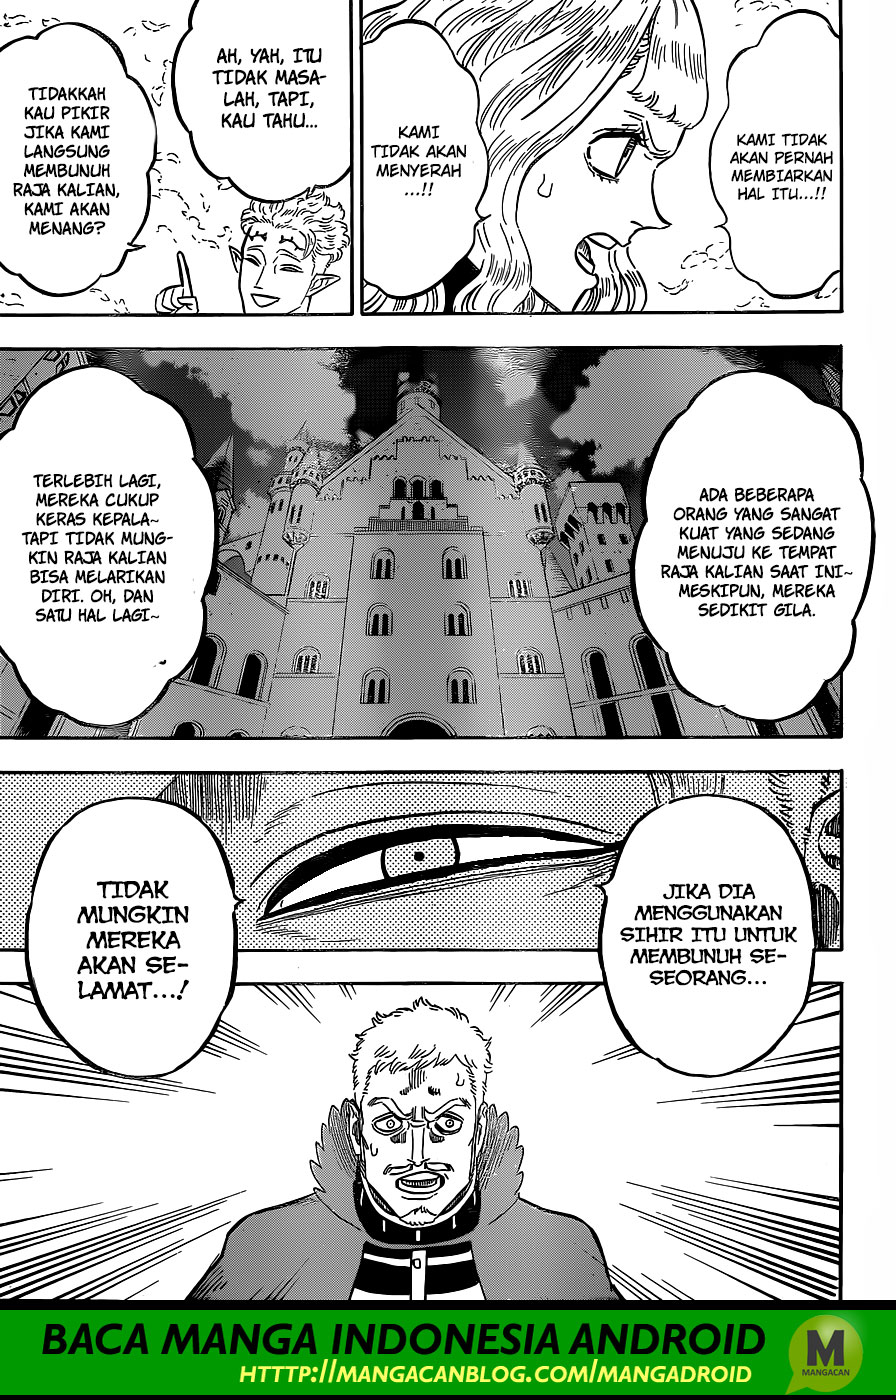 KAMI TIDAK
AKAN PERNAH
MEMBIARKAN
HAL ITU...!!
KAMI
TIDAK AKAN
MENYERAH
...!!
AH, YAH, ITU
TIDAK MASA-
LAH, TAPI,
KAU TAHU...
TIDAKKAH
KAU PIKIR
JIKA KAMI
LANGSUNG
MEMBUNUH
RAJA KALIAN,
KAMI AKAN
MENANG?
ADA BEBERAPA
ORANG YANG SANGAT
KUAT YANG SEDANG
MENUJU KE TEMPAT
RAJA KALIAN SAAT INI~
MESKIPUN, MEREKA
SEDIKIT GILA.
TERLEBIH LAGI,
MEREKA CUKUP
KERAS KEPALA~
TAPI TIDAK MUNG-
KIN RAJA KALIAN
BISA MELARIKAN
DIRI. OH, DAN
SATU HAL LAGI~
JIKA DIA
MENGGUNAKAN
SIHIR ITU UNTUK
MEMBUNUH SE-
SEORANG...
TIDAK
MUNGKIN
MEREKA
AKAN SE-
LAMAT...!
BACA MANGA INDONESIA ANDROID
HTTTP://MANGACANBLOG.COM/MANGADROID
M
MANGACAN